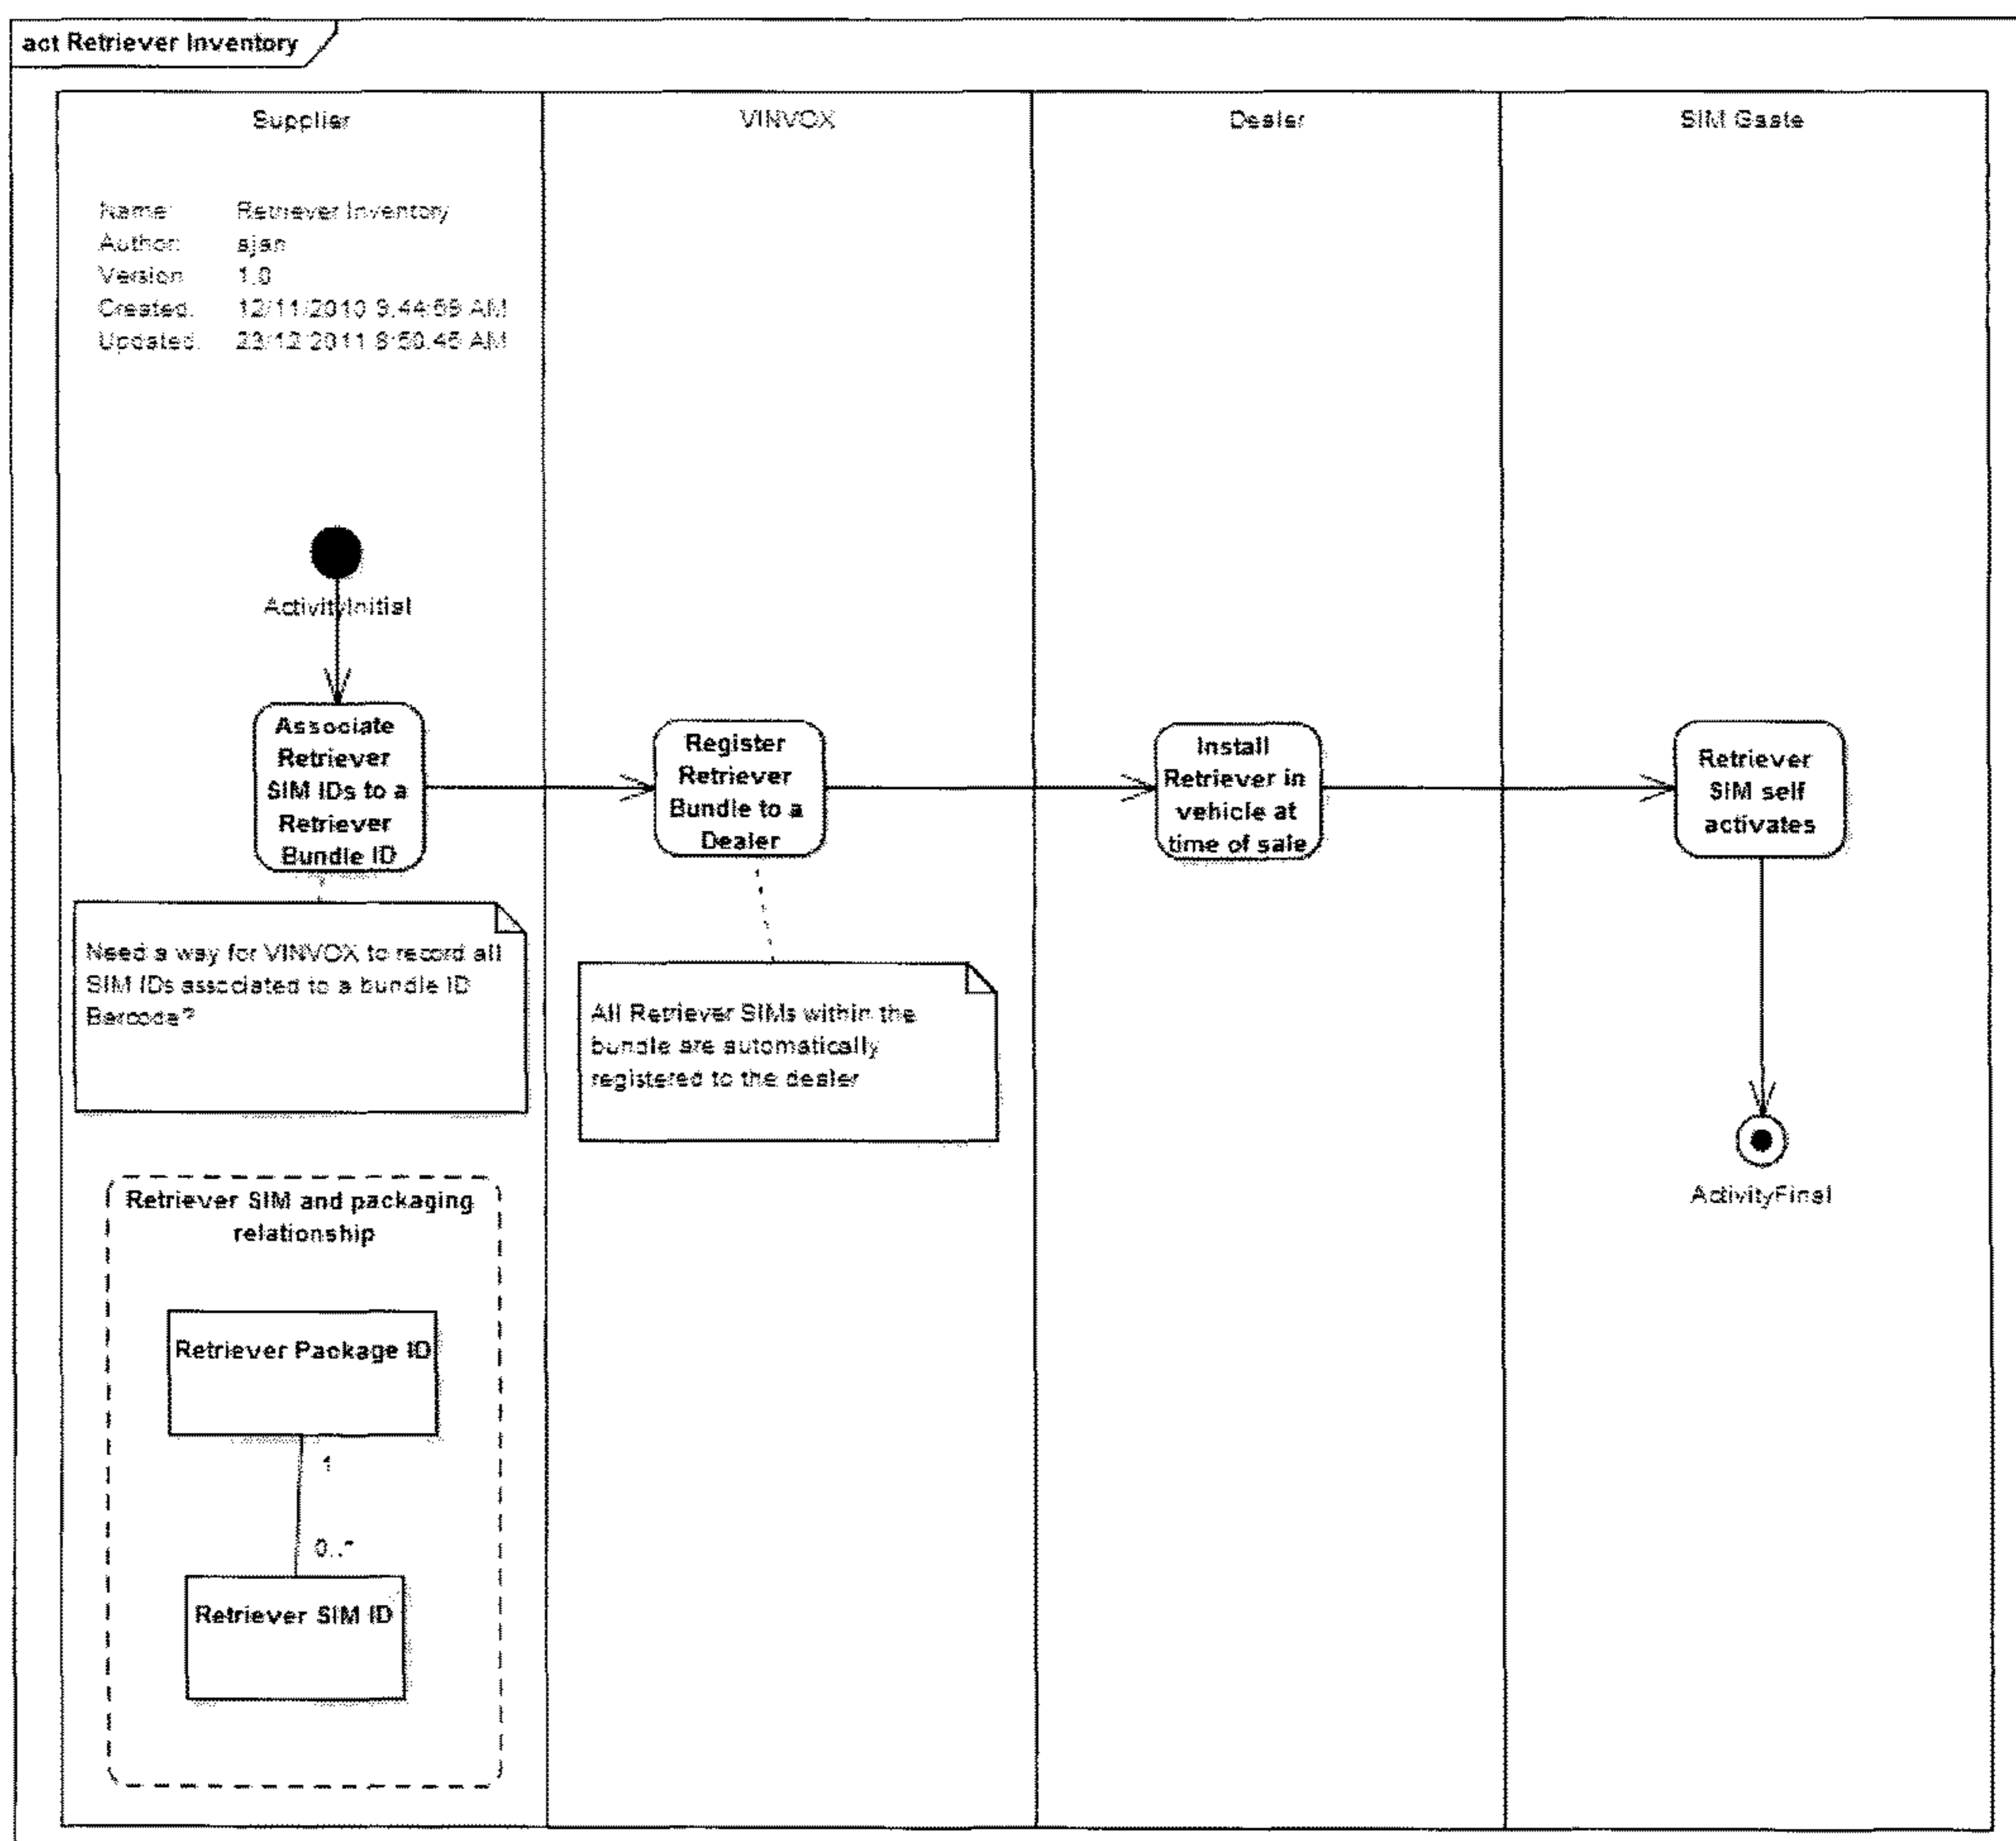 act Retriever Inventory
Supplier
VINVOX
Dealer
SIM Gaate
Name: Retriever Inventory
Author: ajan
Version 1.0
Created. 12/11/2010 9.44:59 AM
Updated. 23/12/2011 8:50.45 AM
ActivityInitial
Associate
Retriever
SIM IDs to a
Retriever
Bundle ID
Register
Retriever
Bundle to a
Dealer
Install
Retriever in
vehicle at
time of sale
Retriever
SIM self
activates
Need a way for VINVOX to record all
SIM IDs associated to a bundle ID
Barcode?
All Retriever SIMs within the
bundle are automatically
registered to the dealer
ActivityFinal
Retriever SIM and packaging
relationship
Retriever Package ID
1
0..*
Retriever SIM ID